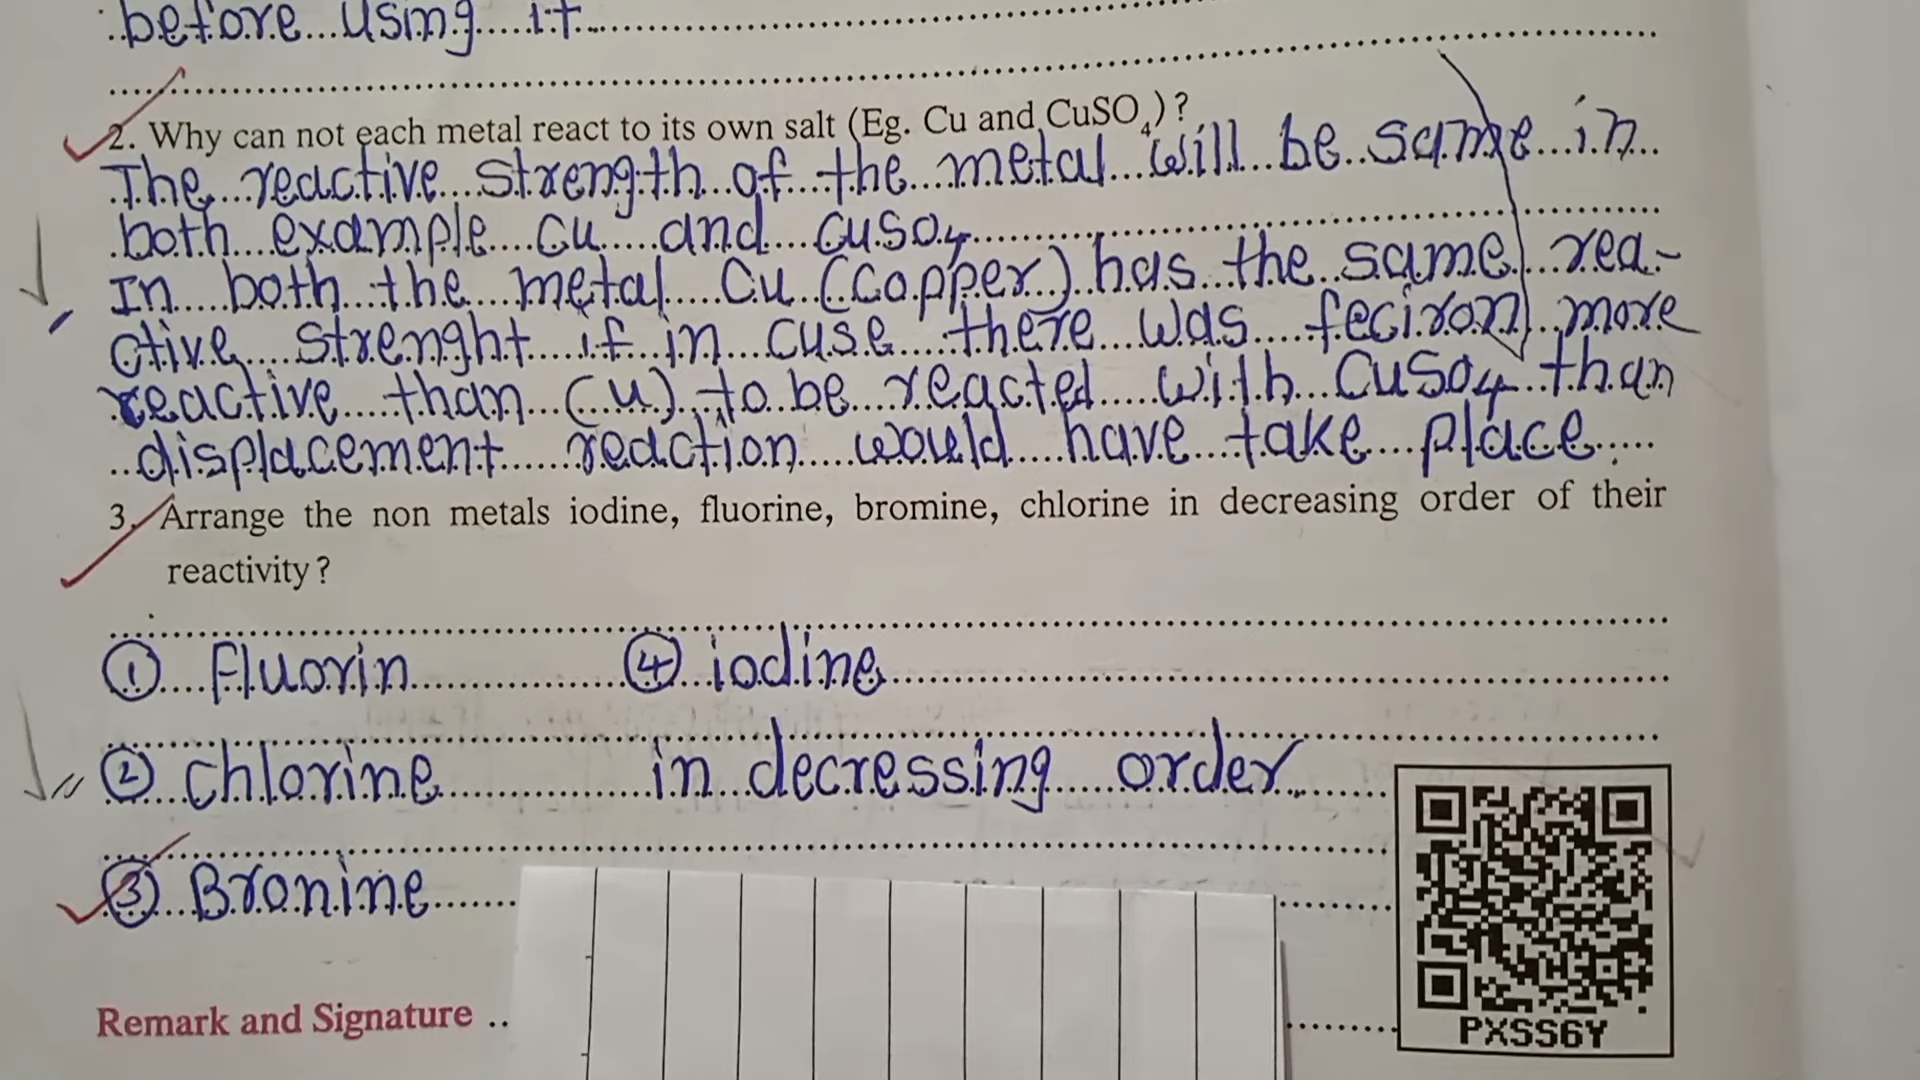 before using it
2. Why can not each metal react to its own salt (Eg. Cu and CuSO₄)?
The reactive strength of the metal will be same in
both example cu and cuso₄
In both the metal Cu (Copper) has the same rea-
ctive strenght if in cuse there was feciron more
reactive than (cu) to be reacted with CuSO₄ than
displacement reaction would have take place
3. Arrange the non metals iodine, fluorine, bromine, chlorine in decreasing order of their
reactivity?
① Fluorin ④ iodine
② chlorine in decressing order
③ Bronine
Remark and Signature
PXSS6Y